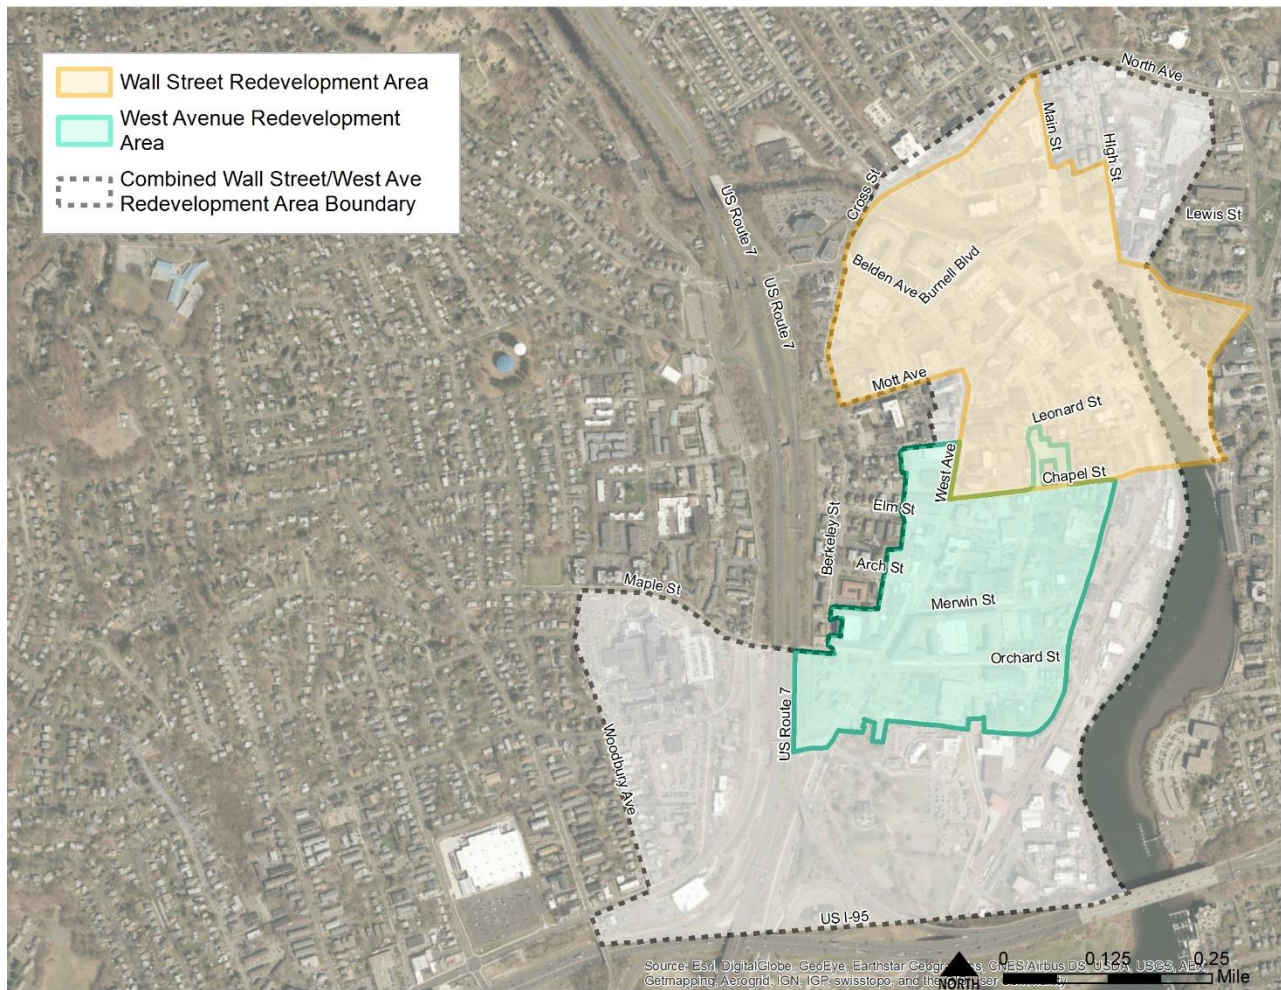 Wall Street Redevelopment Area
West Avenue Redevelopment
Area
Combined Wall Street/West Ave
Redevelopment Area Boundary
North Ave
Main St
High St
Cross St
Lewis St
US Route 7
Belden Ave
Burnell Blvd
US Route 7
Mott Ave
Leonard St
West Ave
Chapel St
Elm St
Berkeley St
Arch St
Maple St
Merwin St
Orchard St
US Route 7
Woodbury Ave
US I-95
0 0.125 0.25
Mile
NORTH
Source: Esri, DigitalGlobe, GeoEye, Earthstar Geographics, CNES/Airbus DS, USDA, USGS, AEX,
Getmapping, Aerogrid, IGN, IGP, swisstopo, and the User Community